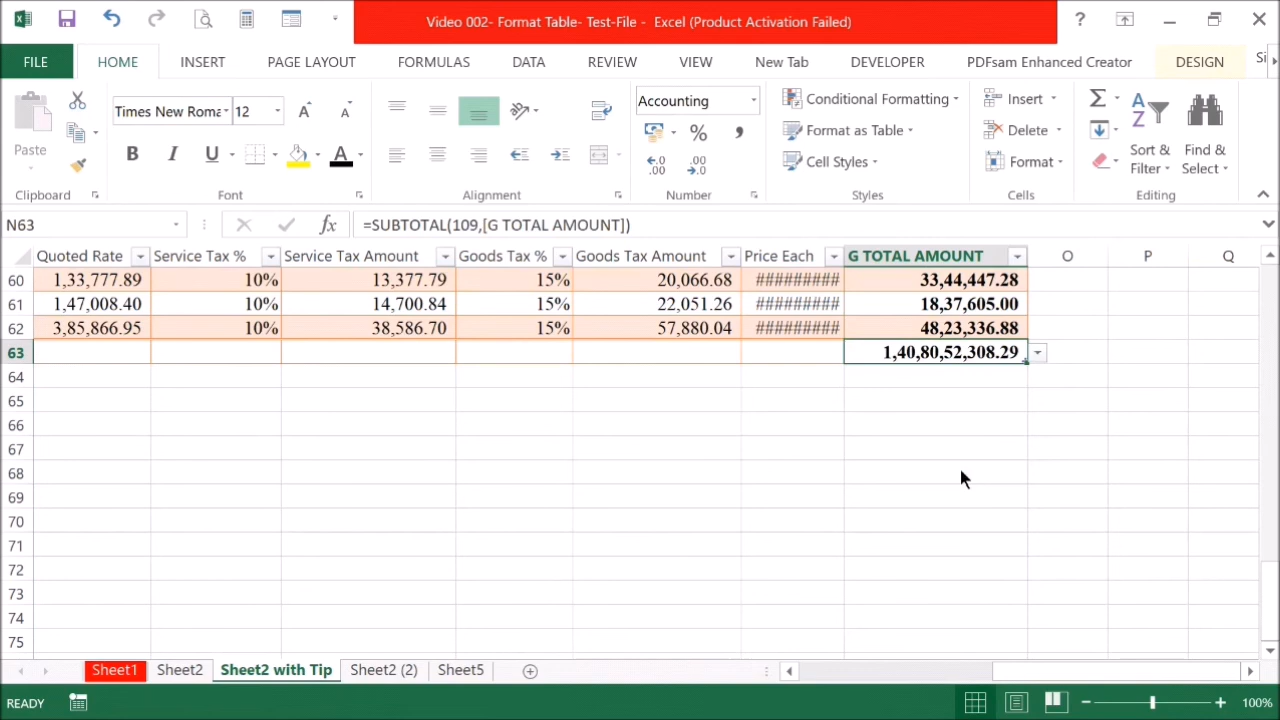 Video 002- Format Table- Test-File - Excel (Product Activation Failed)
FILE HOME INSERT PAGE LAYOUT FORMULAS DATA REVIEW VIEW New Tab DEVELOPER PDFsam Enhanced Creator DESIGN Si
Paste
Clipboard
Times New Roma 12
B I U A
Font
Alignment
Accounting
%
Number
Conditional Formatting
Format as Table
Cell Styles
Styles
Insert
Delete
Format
Cells
Sort & Filter
Find & Select
Editing
N63 fx =SUBTOTAL(109,[G TOTAL AMOUNT])
Quoted Rate Service Tax % Service Tax Amount Goods Tax % Goods Tax Amount Price Each G TOTAL AMOUNT O P Q
60 1,33,777.89 10% 13,377.79 15% 20,066.68 ######### 33,44,447.28
61 1,47,008.40 10% 14,700.84 15% 22,051.26 ######### 18,37,605.00
62 3,85,866.95 10% 38,586.70 15% 57,880.04 ######### 48,23,336.88
63 1,40,80,52,308.29
64
65
66
67
68
69
70
71
72
73
74
75
Sheet1 Sheet2 Sheet2 with Tip Sheet2 (2) Sheet5
READY 100%